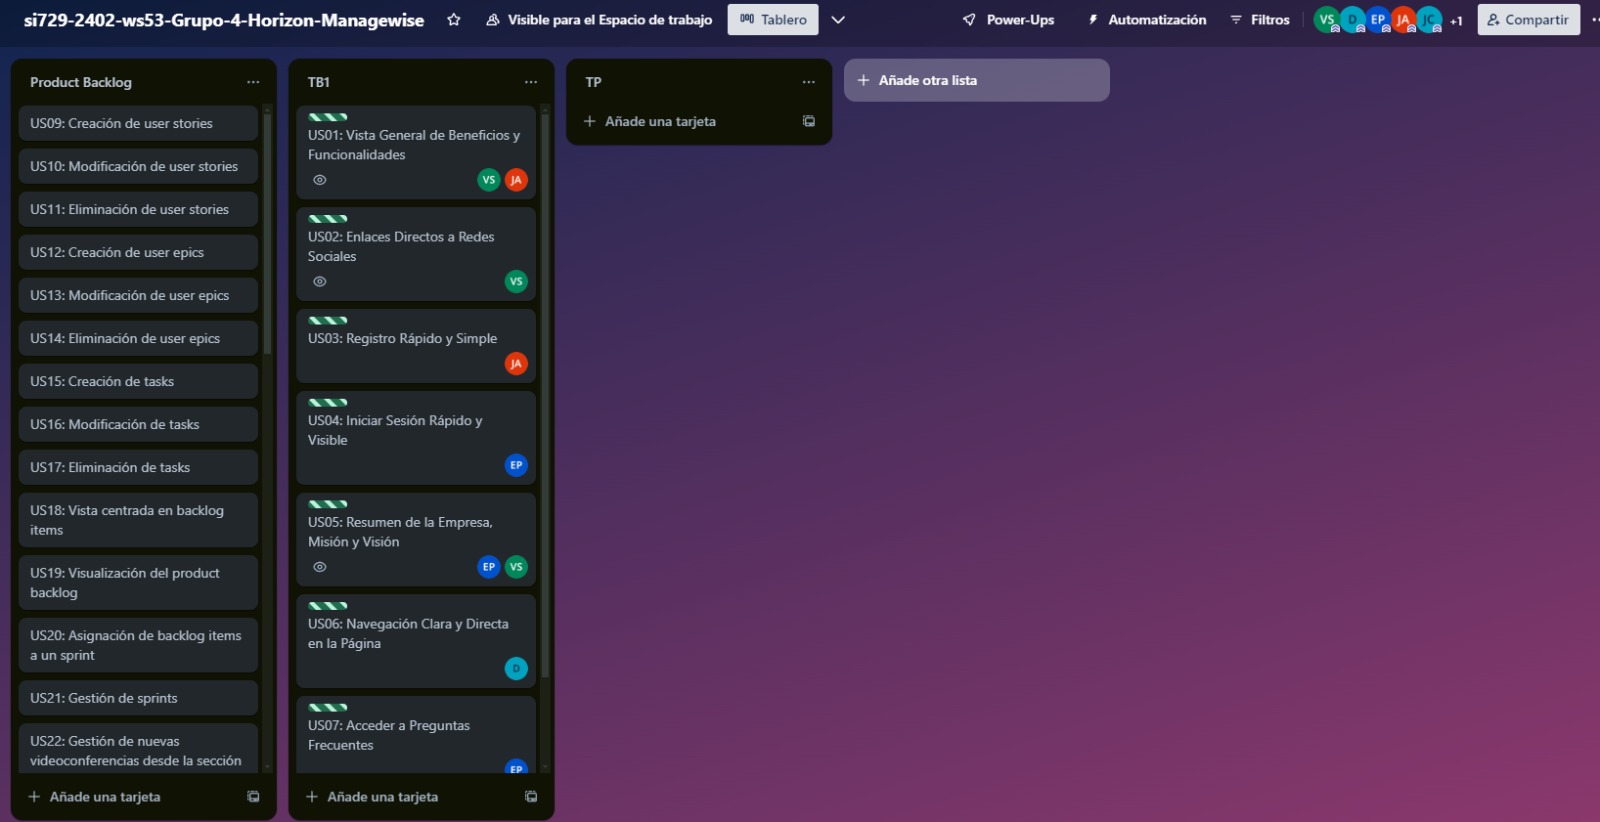 si729-2402-ws53-Grupo-4-Horizon-Managewise
Visible para el Espacio de trabajo
Tablero
Power-Ups
Automatización
Filtros
VS
D
EP
JA
JC
+1
Compartir
Product Backlog
US09: Creación de user stories
US10: Modificación de user stories
US11: Eliminación de user stories
US12: Creación de user epics
US13: Modificación de user epics
US14: Eliminación de user epics
US15: Creación de tasks
US16: Modificación de tasks
US17: Eliminación de tasks
US18: Vista centrada en backlog
items
US19: Visualización del product
backlog
US20: Asignación de backlog items
a un sprint
US21: Gestión de sprints
US22: Gestión de nuevas
videoconferencias desde la sección
Añade una tarjeta
TB1
US01: Vista General de Beneficios y
Funcionalidades
VS
JA
US02: Enlaces Directos a Redes
Sociales
VS
US03: Registro Rápido y Simple
JA
US04: Iniciar Sesión Rápido y
Visible
EP
US05: Resumen de la Empresa,
Misión y Visión
EP
VS
US06: Navegación Clara y Directa
en la Página
D
US07: Acceder a Preguntas
Frecuentes
EP
Añade una tarjeta
TP
Añade una tarjeta
Añade otra lista